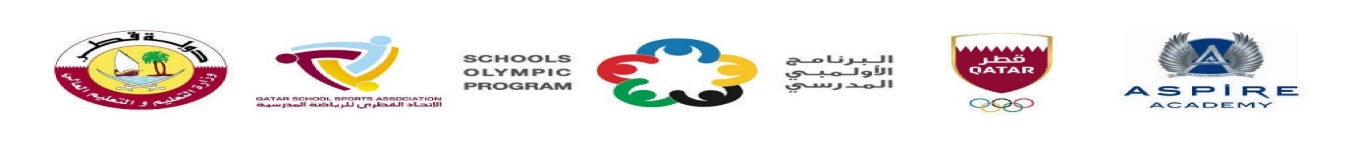 دولة قطر
وزارة التعليم و التعليم العالي
QATAR SCHOOL SPORTS ASSOCIATION
الاتحاد القطري للرياضة المدرسية
SCHOOLS
OLYMPIC
PROGRAM
البرنامج
الأولمبي
المدرسي
قطر
QATAR
ASPIRE
ACADEMY